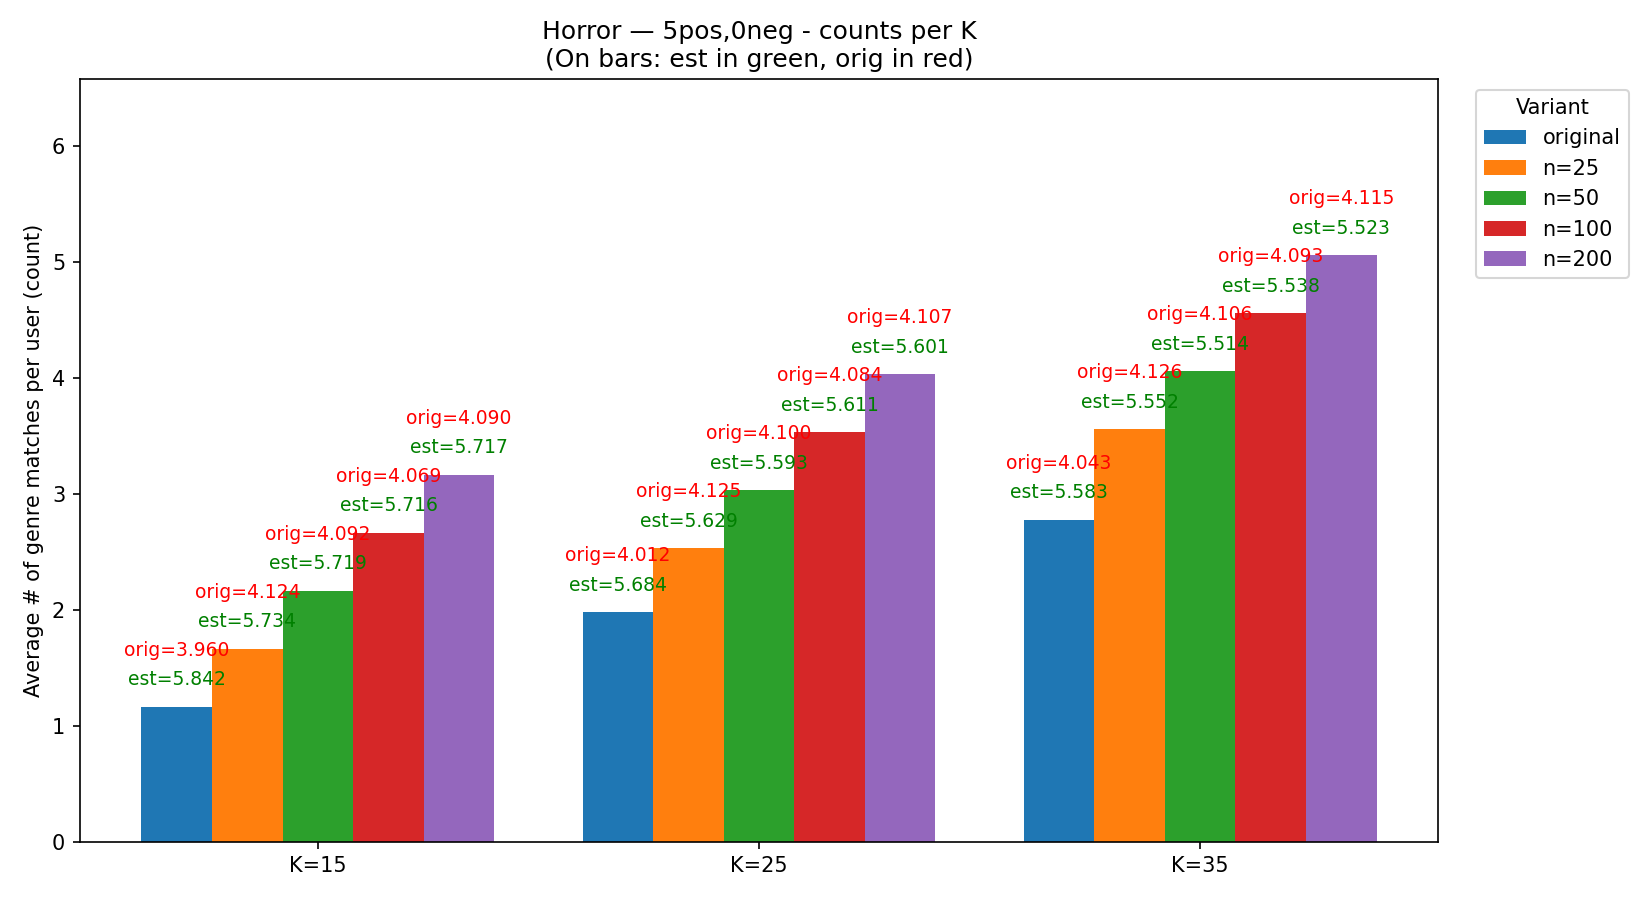 Horror — 5pos,0neg - counts per K
(On bars: est in green, orig in red)
Average # of genre matches per user (count)
6
5
4
3
2
1
0
orig=3.960
est=5.842
orig=4.124
est=5.734
orig=4.092
est=5.719
orig=4.069
est=5.716
orig=4.090
est=5.717
orig=4.012
est=5.684
orig=4.125
est=5.629
orig=4.100
est=5.593
orig=4.084
est=5.611
orig=4.107
est=5.601
orig=4.043
est=5.583
orig=4.126
est=5.552
orig=4.106
est=5.514
orig=4.093
est=5.538
orig=4.115
est=5.523
K=15
K=25
K=35
Variant
original
n=25
n=50
n=100
n=200